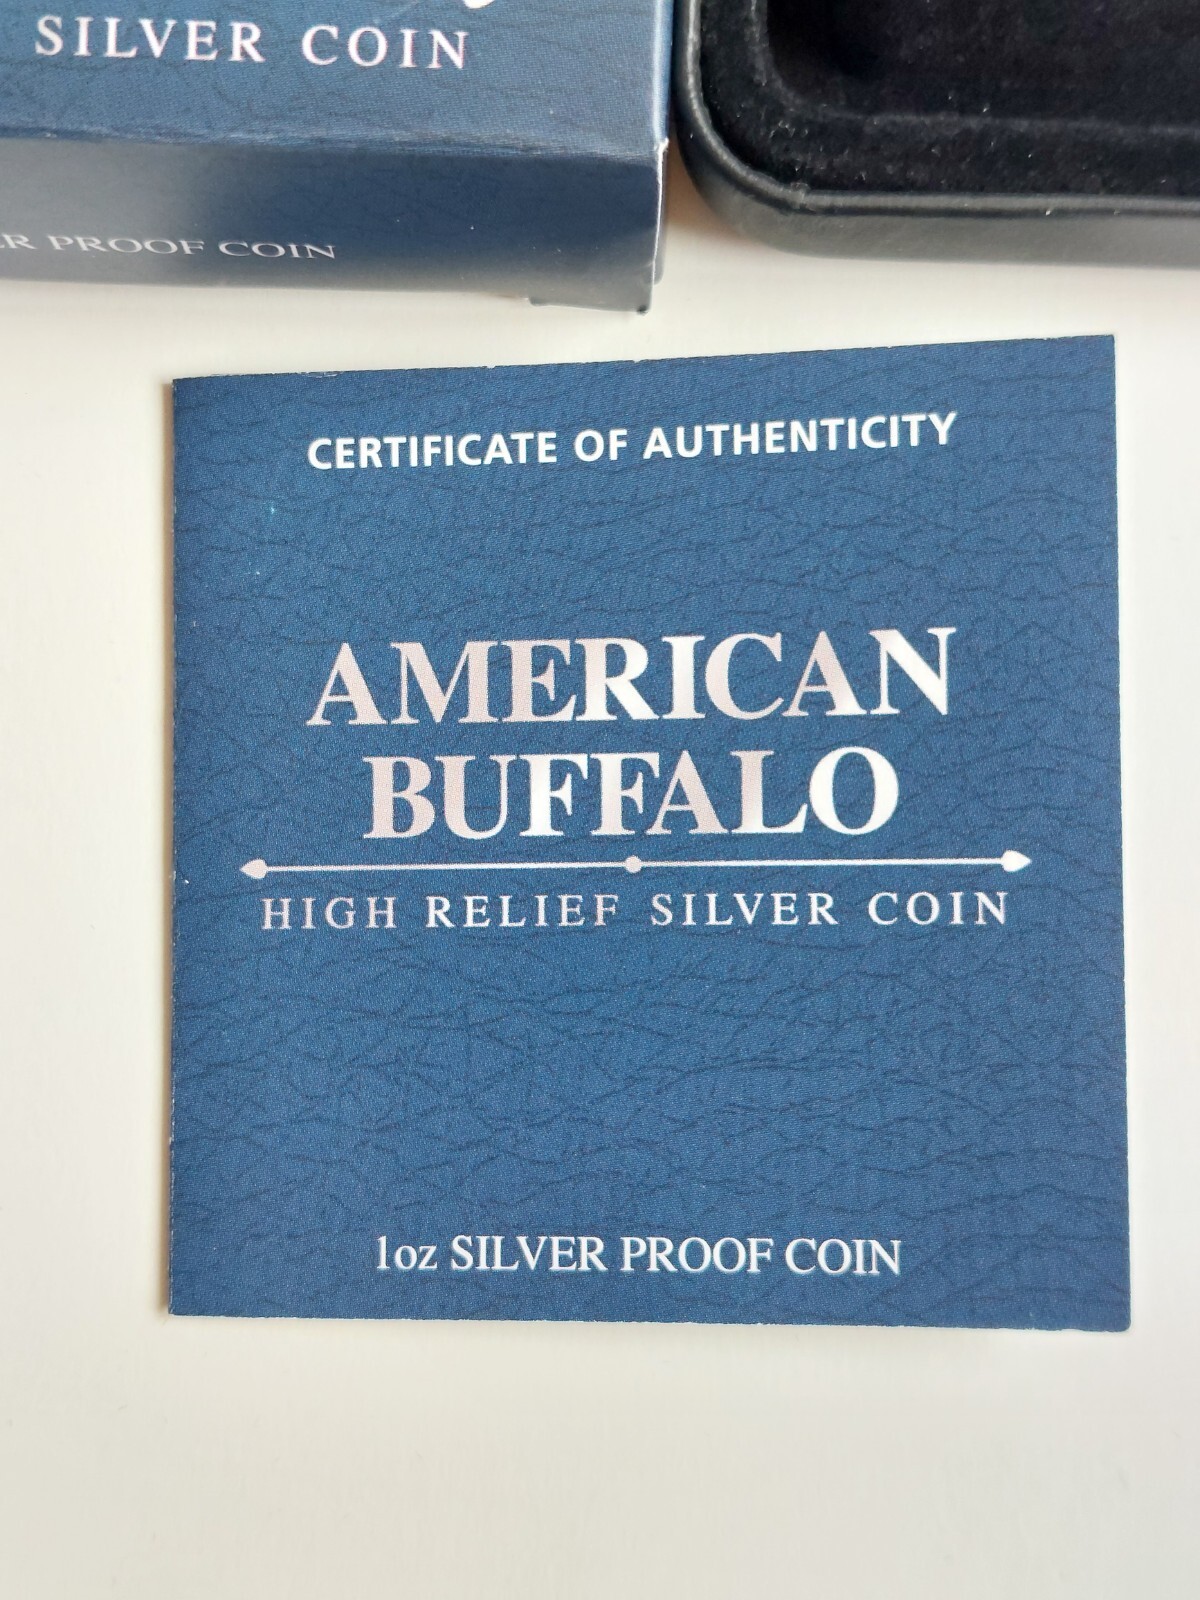 SILVER COIN
PROOF COIN
CERTIFICATE OF AUTHENTICITY
AMERICAN
BUFFALO
HIGH RELIEF SILVER COIN
1oz SILVER PROOF COIN